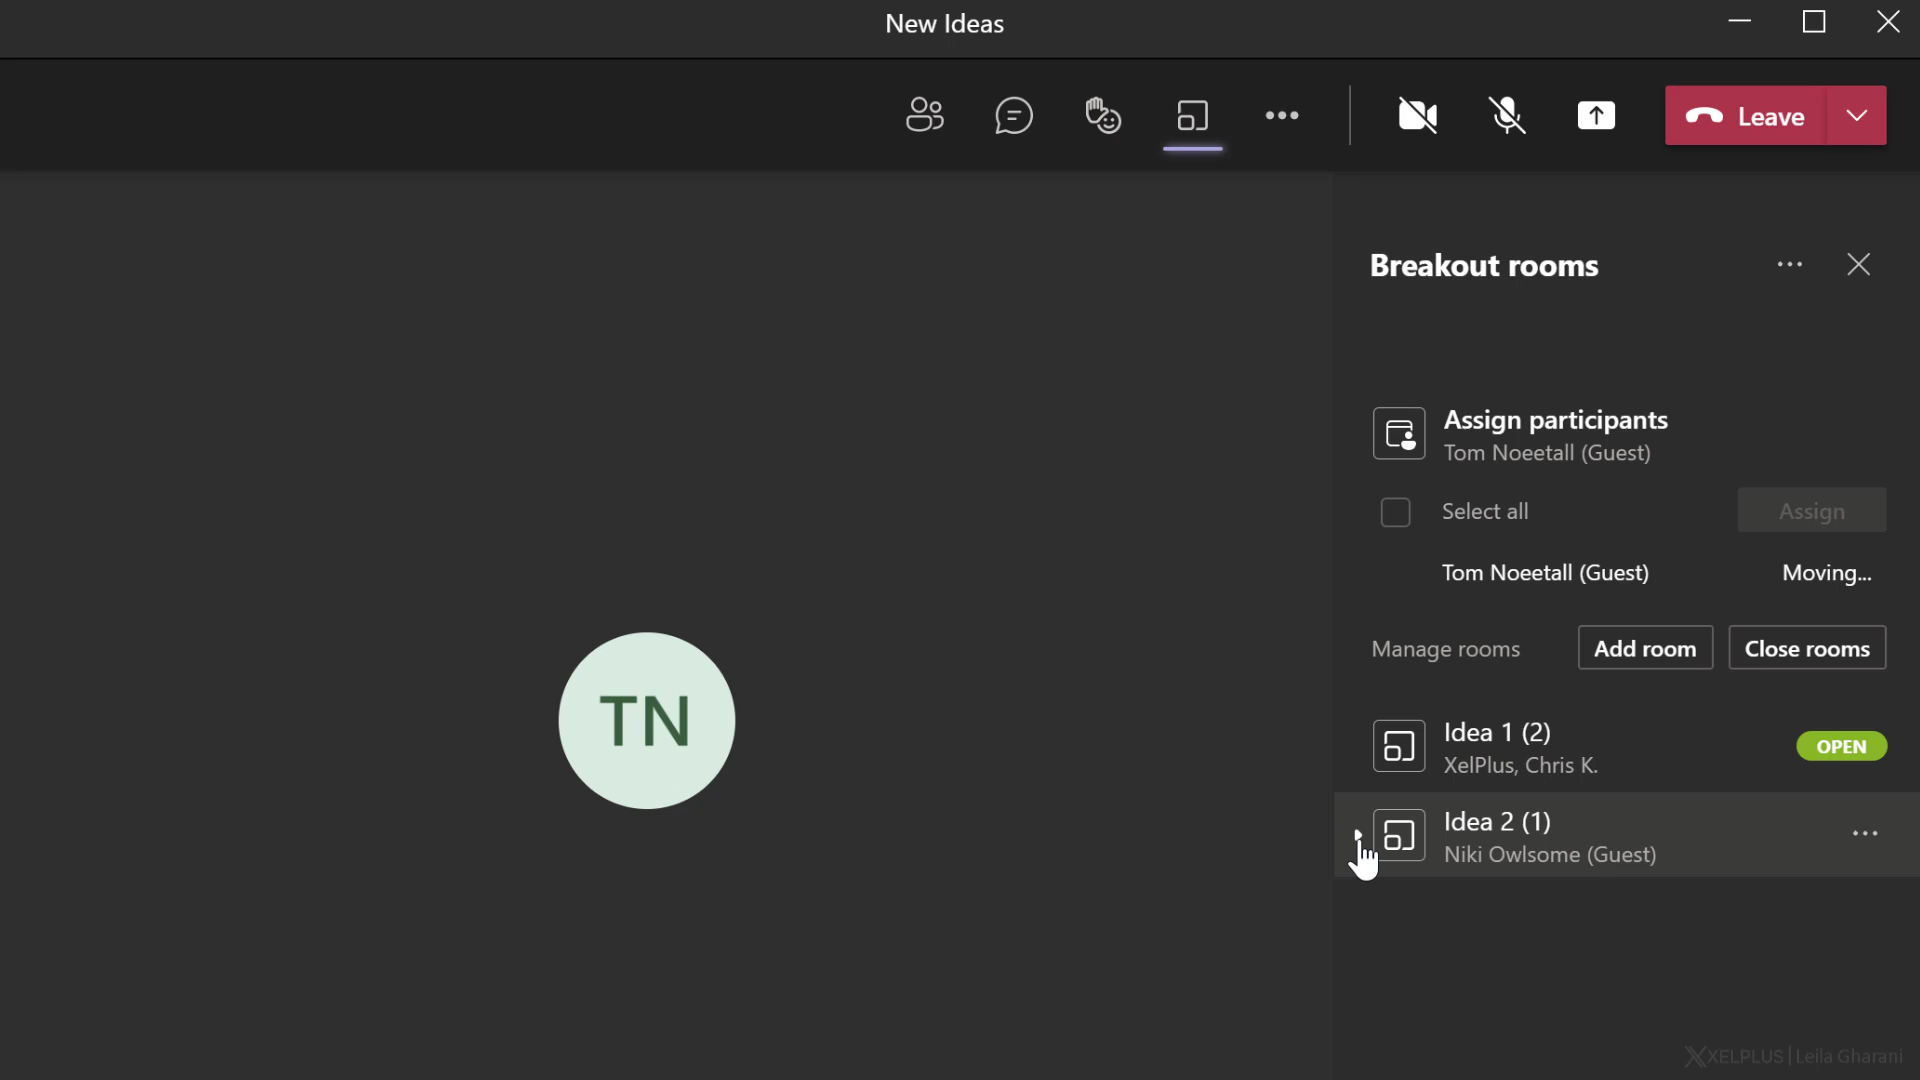 New Ideas
Leave
Breakout rooms
Assign participants
Tom Noeetall (Guest)
Select all
Assign
Tom Noeetall (Guest) Moving...
Manage rooms
Add room
Close rooms
Idea 1 (2)
XelPlus, Chris K.
OPEN
Idea 2 (1)
Niki Owlsome (Guest)
TN
XELPLUS | Leila Gharani